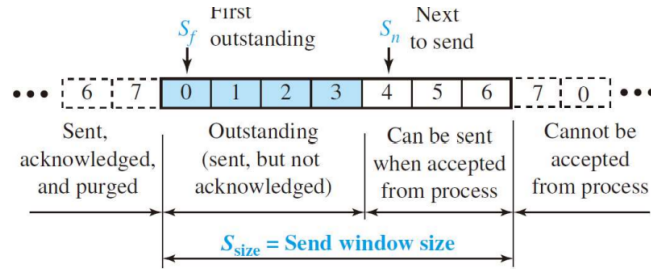 First Next
S_f outstanding S_n to send
••• 6 7 0 1 2 3 4 5 6 7 0 •••
Sent, Outstanding Can be sent Cannot be
acknowledged, (sent, but not when accepted accepted
and purged acknowledged) from process from process
S_size = Send window size